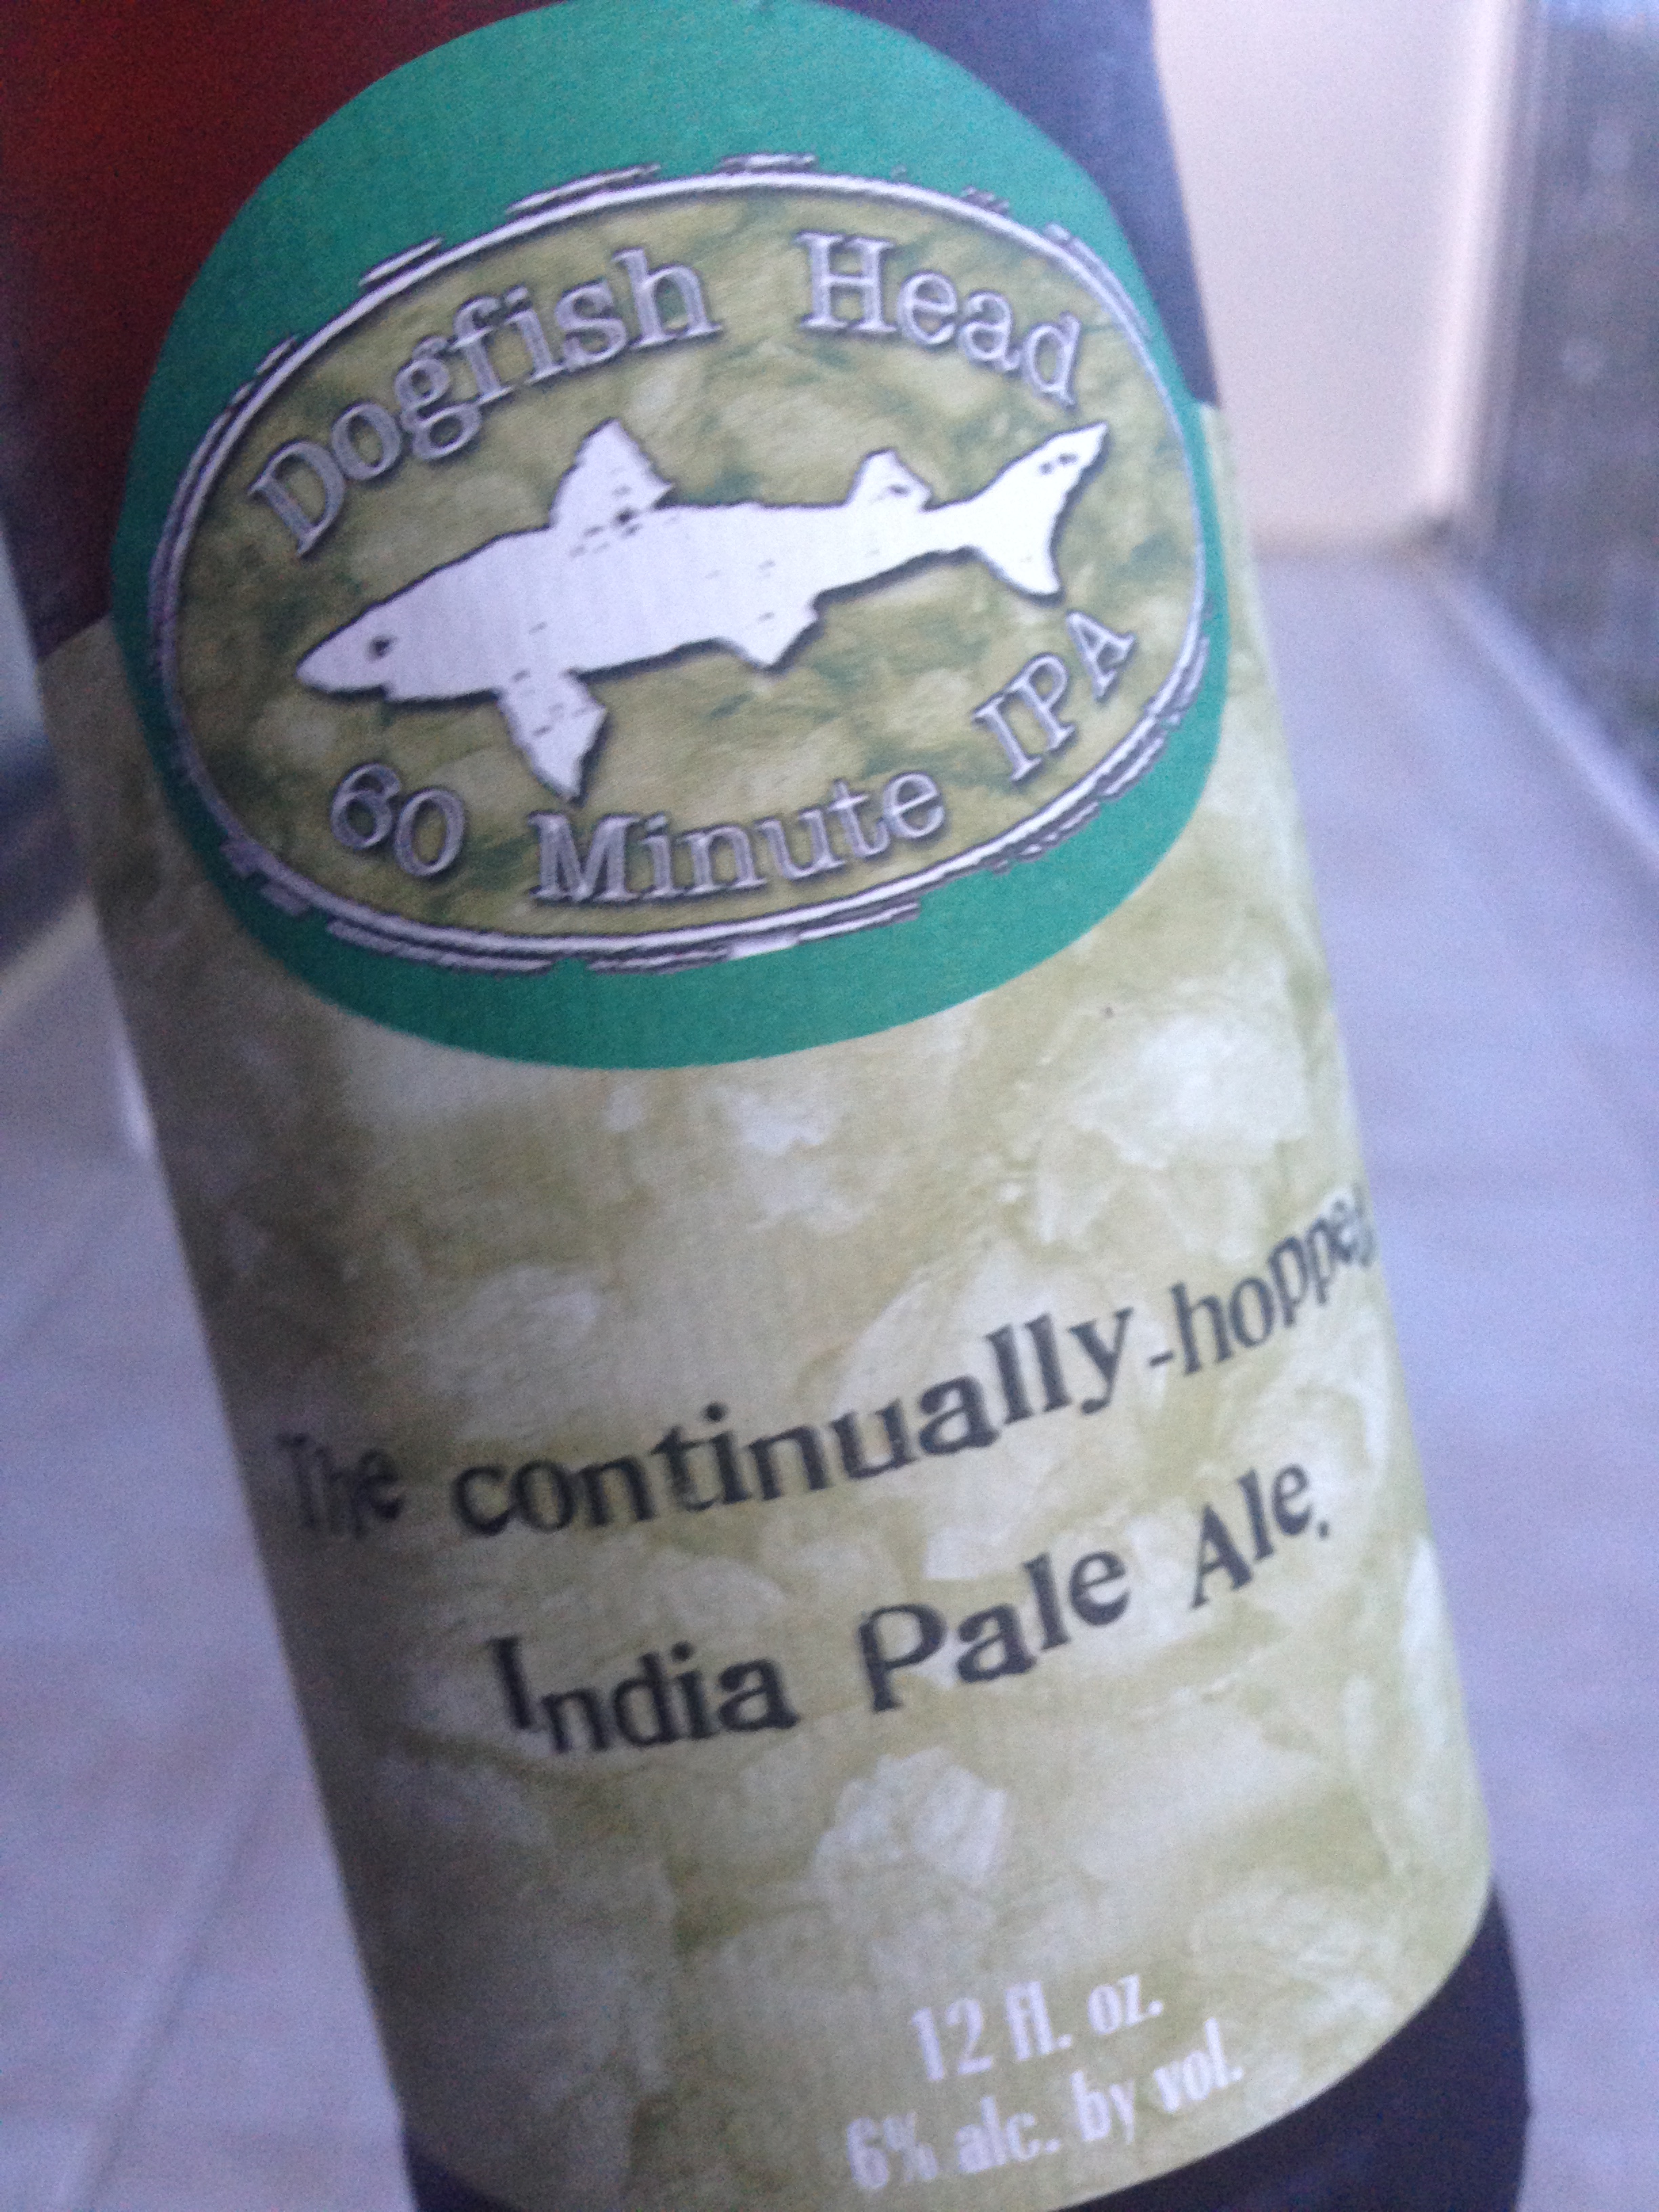 Dogfish Head
60 Minute IPA
The continually-hopped
India Pale Ale.
12 fl. oz.
6% alc. by vol.